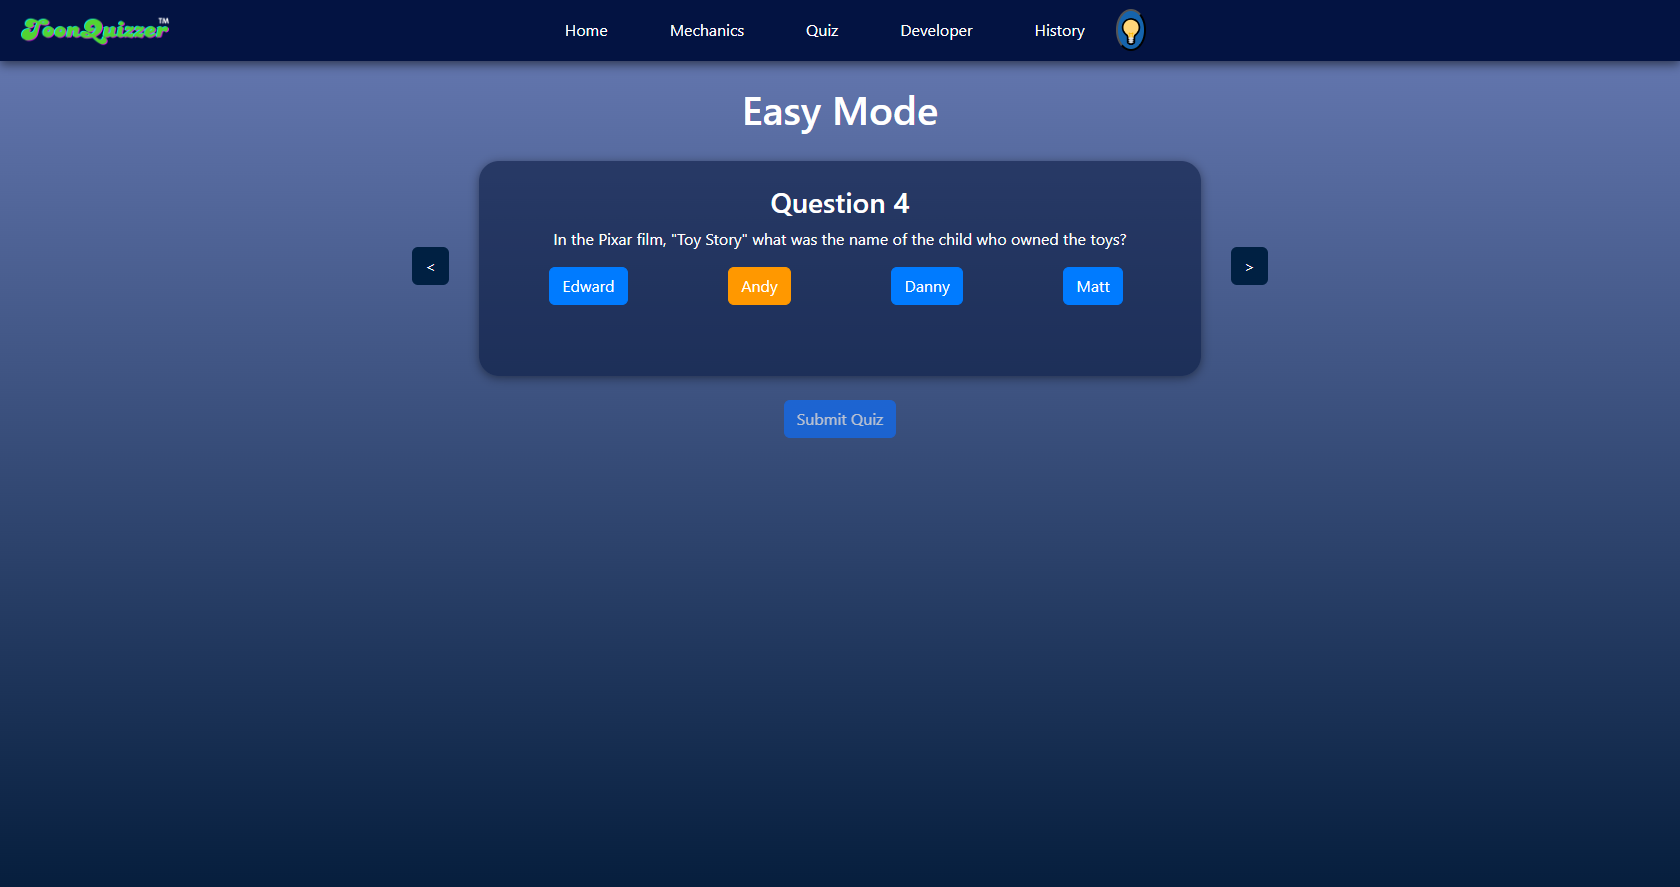 ToonQuizzer™ Home Mechanics Quiz Developer History
Easy Mode
Question 4
In the Pixar film, "Toy Story" what was the name of the child who owned the toys?
< >
Edward Andy Danny Matt
Submit Quiz